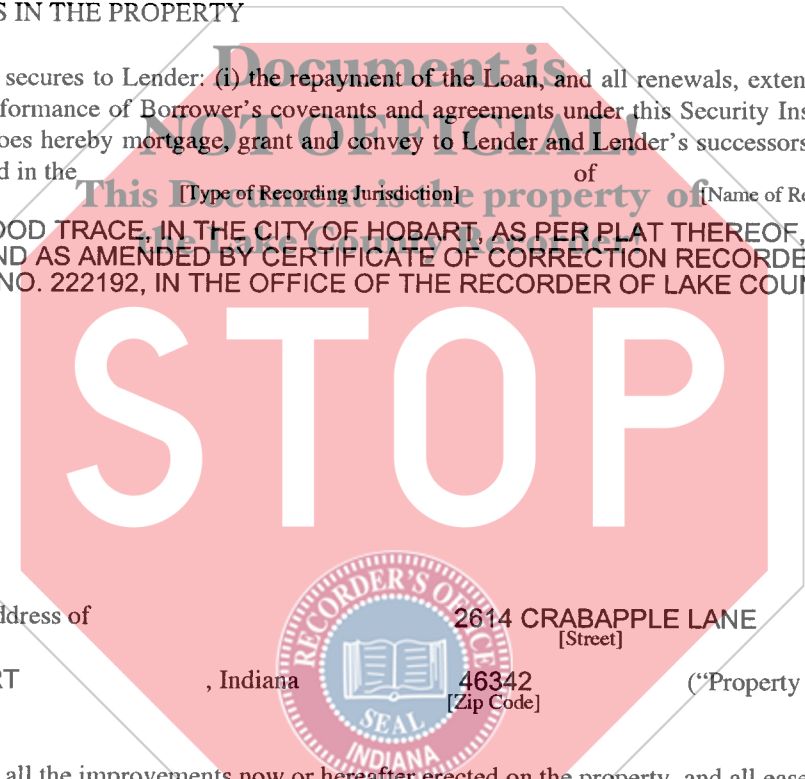 S IN THE PROPERTY
Document is
secures to Lender: (i) the repayment of the Loan, and all renewals, exten
formance of Borrower's covenants and agreements under this Security Ins
NOT OFFICIAL!
oes hereby mortgage, grant and convey to Lender and Lender's successors
d in the of
This Document is the property of
[Type of Recording Jurisdiction] [Name of Re
OOD TRACE, IN THE CITY OF HOBART, AS PER PLAT THEREOF,
the Lake County Recorder!
ND AS AMENDED BY CERTIFICATE OF CORRECTION RECORDE
NO. 222192, IN THE OFFICE OF THE RECORDER OF LAKE COUN
STOP
RECORDER'S OFFICE
ddress of 2614 CRABAPPLE LANE
[Street]
RT , Indiana 46342 ("Property
[Zip Code]
SEAL
INDIANA
all the improvements now or hereafter erected on the property, and all ease